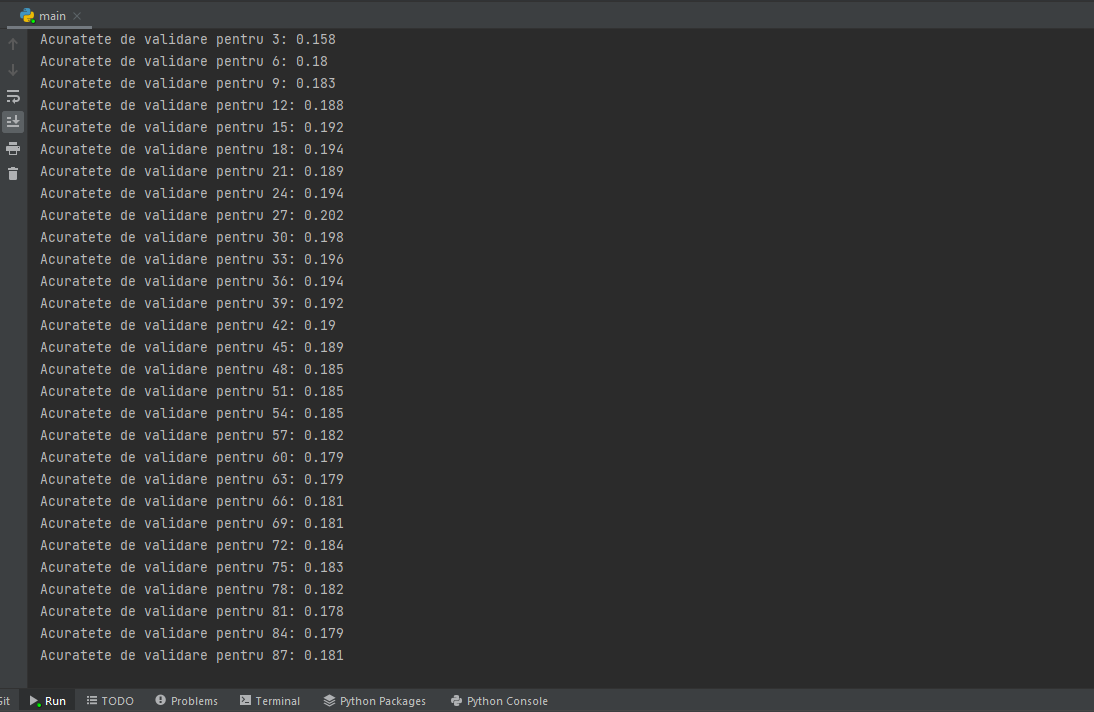 main
Acuratete de validare pentru 3: 0.158
Acuratete de validare pentru 6: 0.18
Acuratete de validare pentru 9: 0.183
Acuratete de validare pentru 12: 0.188
Acuratete de validare pentru 15: 0.192
Acuratete de validare pentru 18: 0.194
Acuratete de validare pentru 21: 0.189
Acuratete de validare pentru 24: 0.194
Acuratete de validare pentru 27: 0.202
Acuratete de validare pentru 30: 0.198
Acuratete de validare pentru 33: 0.196
Acuratete de validare pentru 36: 0.194
Acuratete de validare pentru 39: 0.192
Acuratete de validare pentru 42: 0.19
Acuratete de validare pentru 45: 0.189
Acuratete de validare pentru 48: 0.185
Acuratete de validare pentru 51: 0.185
Acuratete de validare pentru 54: 0.185
Acuratete de validare pentru 57: 0.182
Acuratete de validare pentru 60: 0.179
Acuratete de validare pentru 63: 0.179
Acuratete de validare pentru 66: 0.181
Acuratete de validare pentru 69: 0.181
Acuratete de validare pentru 72: 0.184
Acuratete de validare pentru 75: 0.183
Acuratete de validare pentru 78: 0.182
Acuratete de validare pentru 81: 0.178
Acuratete de validare pentru 84: 0.179
Acuratete de validare pentru 87: 0.181
Git Run TODO Problems Terminal Python Packages Python Console